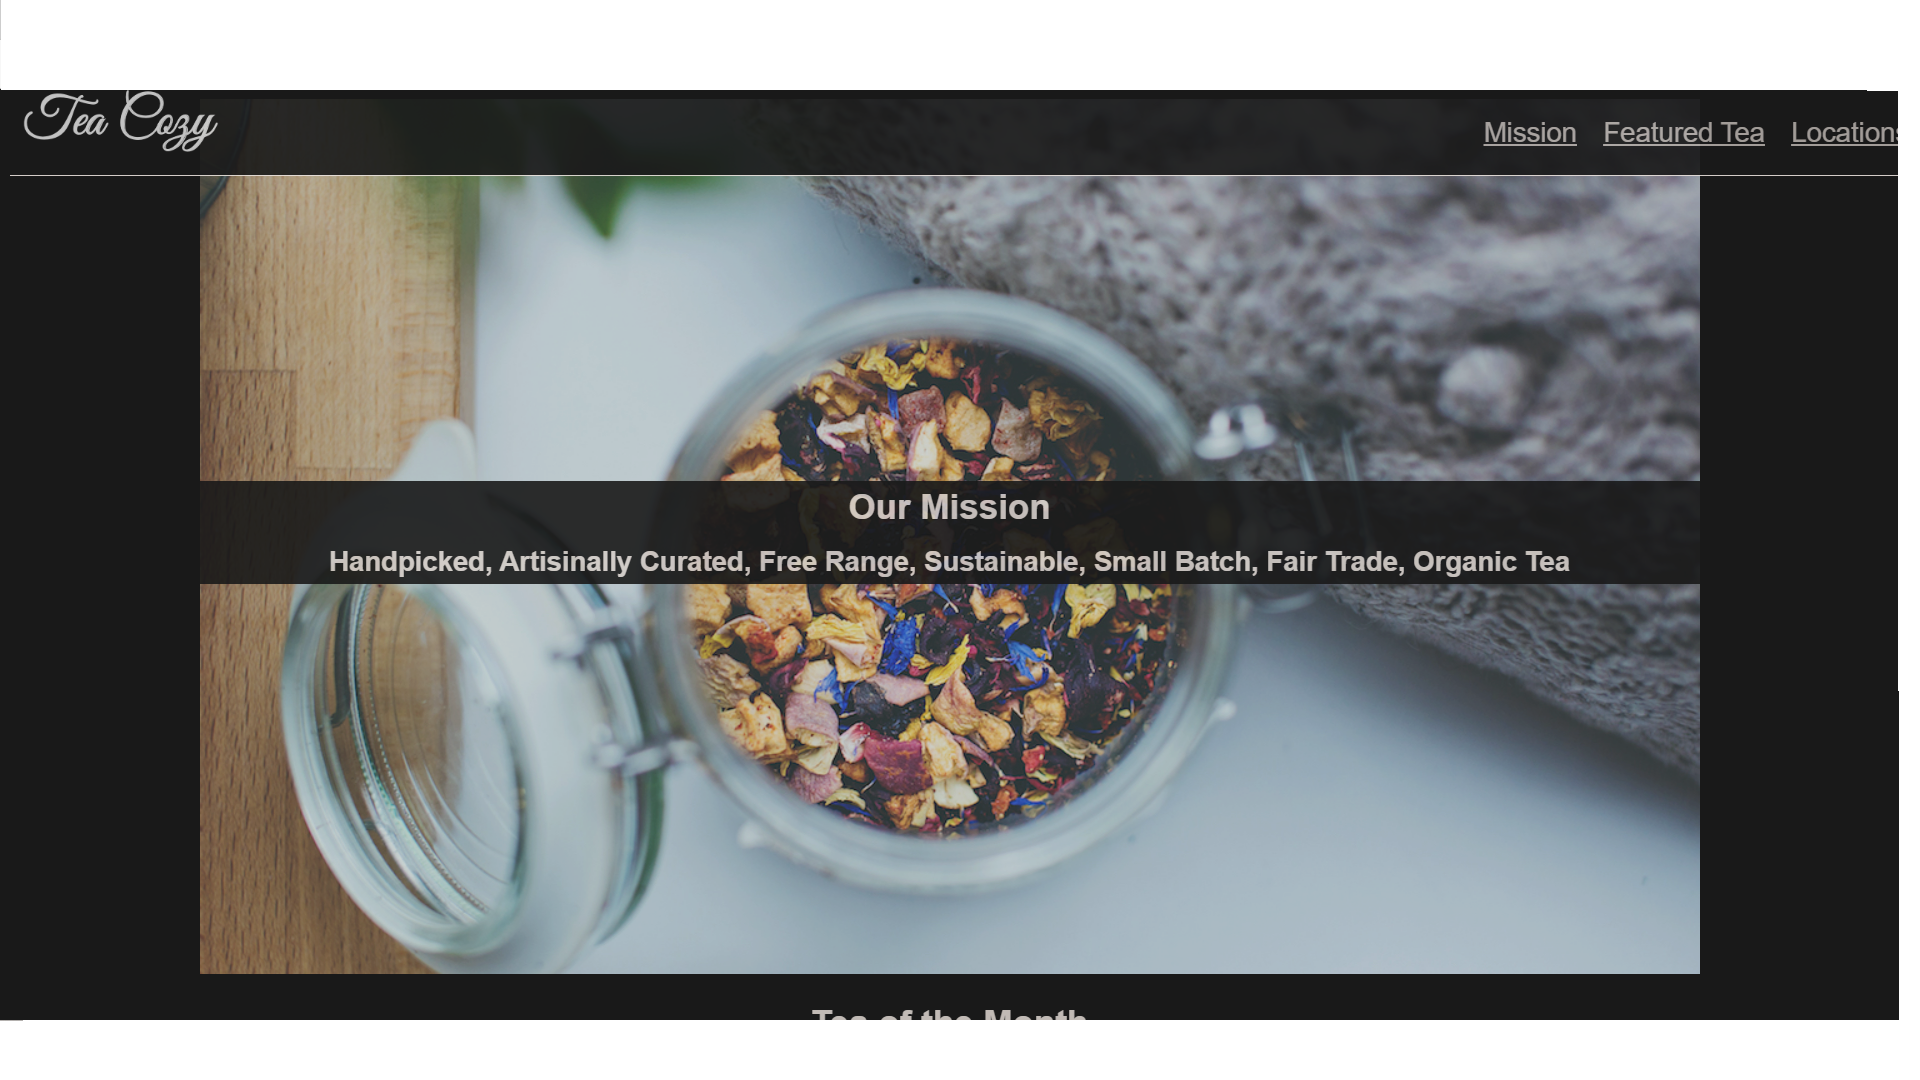 Tea Cozy
Mission Featured Tea Locations
Our Mission
Handpicked, Artisinally Curated, Free Range, Sustainable, Small Batch, Fair Trade, Organic Tea
Tea of the Month